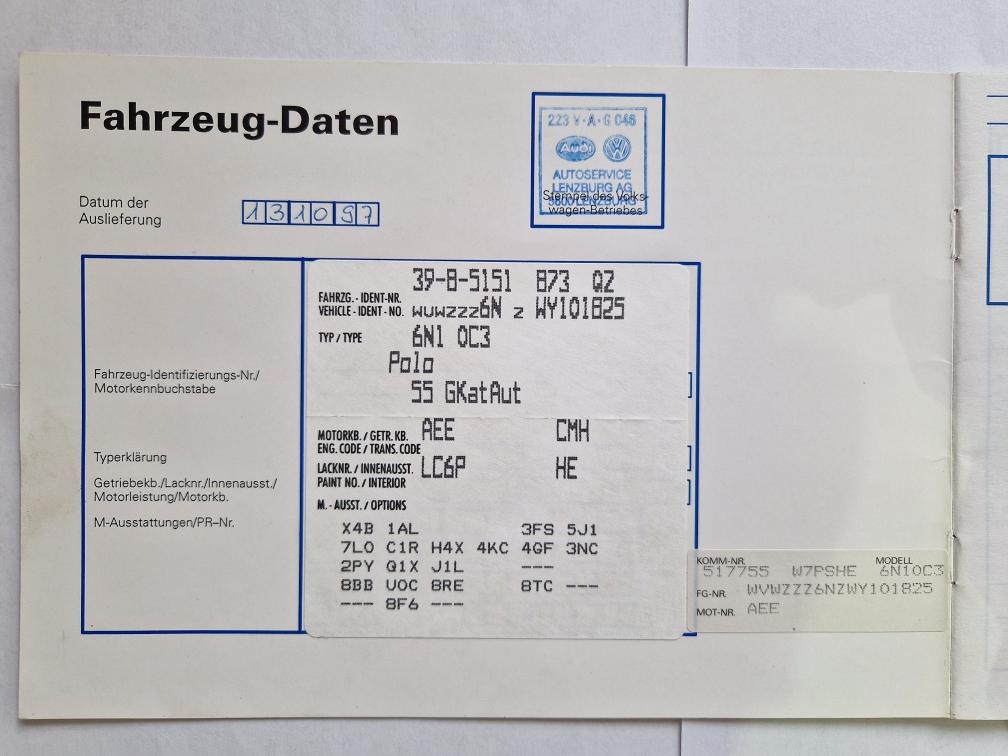 Fahrzeug-Daten
223 V·A·G 046
Audi
AUTOSERVICE
LENZBURG AG
5600 LENZBURG
Stempel des Volks-
wagen-Betriebes
Datum der
Auslieferung
131097
39-8-5151 873 QZ
FAHRZG. - IDENT-NR.
VEHICLE - IDENT - NO. WVWZZZ6N Z WY101825
TYP / TYPE 6N1 0C3
Polo
55 GKatAut
Fahrzeug-Identifizierungs-Nr./
Motorkennbuchstabe
MOTORKB. / GETR. KB. AEE CMH
ENG. CODE / TRANS. CODE
Typerklärung
LACKNR. / INNENAUSST. LC6P HE
PAINT NO. / INTERIOR
Getriebekb./Lacknr./Innenausst./
Motorleistung/Motorkb.
M. - AUSST. / OPTIONS
M-Ausstattungen/PR–Nr.
X4B 1AL 3FS 5J1
7L0 C1R H4X 4KC 4GF 3NC
2PY Q1X J1L ---
8BB U0C 8RE 8TC ---
--- 8F6 ---
KOMM-NR. MODELL
517755 W7PSHE 6N10C3
FG-NR. WVWZZZ6NZWY101825
MOT-NR. AEE